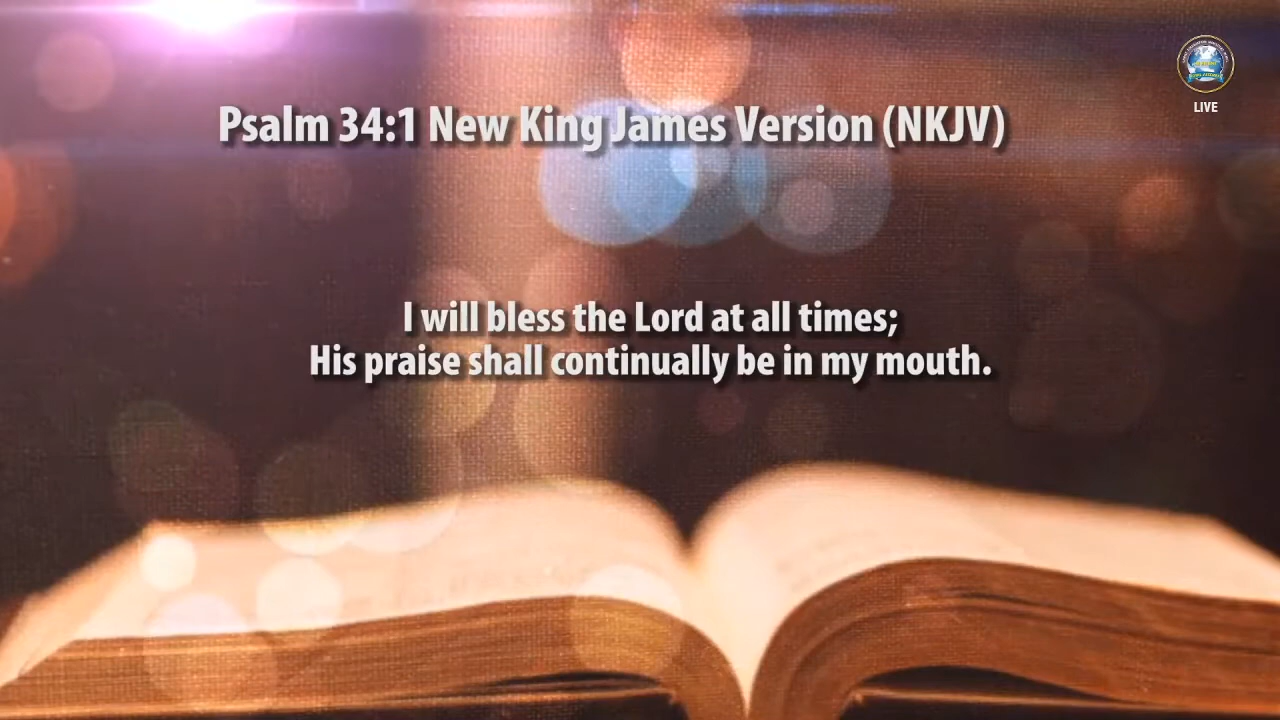 Psalm 34:1 New King James Version (NKJV)
I will bless the Lord at all times;
His praise shall continually be in my mouth.
LIVE